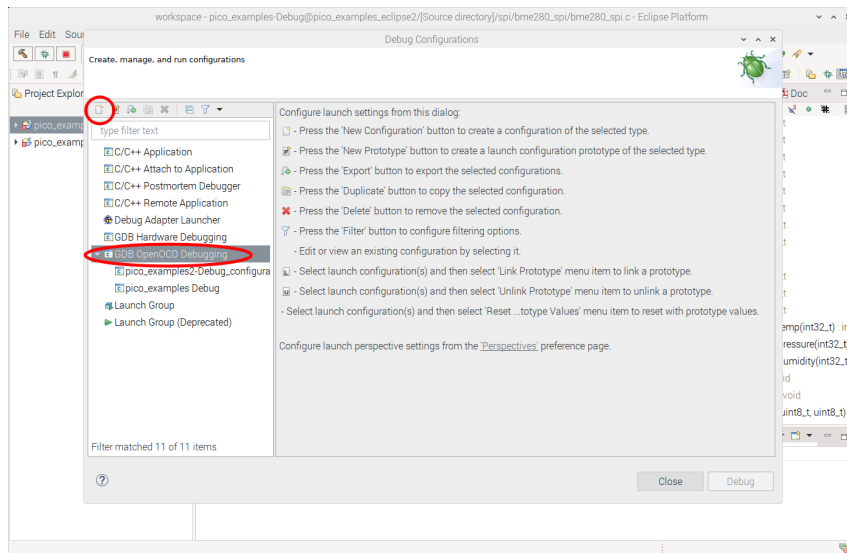 workspace - pico_examples-Debug@pico_examples_eclipse2/[Source directory]/spi/bme280_spi/bme280_spi.c - Eclipse Platform
File Edit Sou
Debug Configurations
Create, manage, and run configurations
Project Explor
Doc
type filter text
pico_examp
pico_examp
C/C++ Application
C/C++ Attach to Application
C/C++ Postmortem Debugger
C/C++ Remote Application
Debug Adapter Launcher
GDB Hardware Debugging
GDB OpenOCD Debugging
pico_examples2-Debug_configura
pico_examples Debug
Launch Group
Launch Group (Deprecated)
Filter matched 11 of 11 items
Configure launch settings from this dialog:
- Press the 'New Configuration' button to create a configuration of the selected type.
- Press the 'New Prototype' button to create a launch configuration prototype of the selected type.
- Press the 'Export' button to export the selected configurations.
- Press the 'Duplicate' button to copy the selected configuration.
- Press the 'Delete' button to remove the selected configuration.
- Press the 'Filter' button to configure filtering options.
- Edit or view an existing configuration by selecting it.
- Select launch configuration(s) and then select 'Link Prototype' menu item to link a prototype.
- Select launch configuration(s) and then select 'Unlink Prototype' menu item to unlink a prototype.
- Select launch configuration(s) and then select 'Reset ...totype Values' menu item to reset with prototype values.
Configure launch perspective settings from the 'Perspectives' preference page.
emp(int32_t) : in
ressure(int32_t
umidity(int32_t
id
void
uint8_t, uint8_t)
Close
Debug